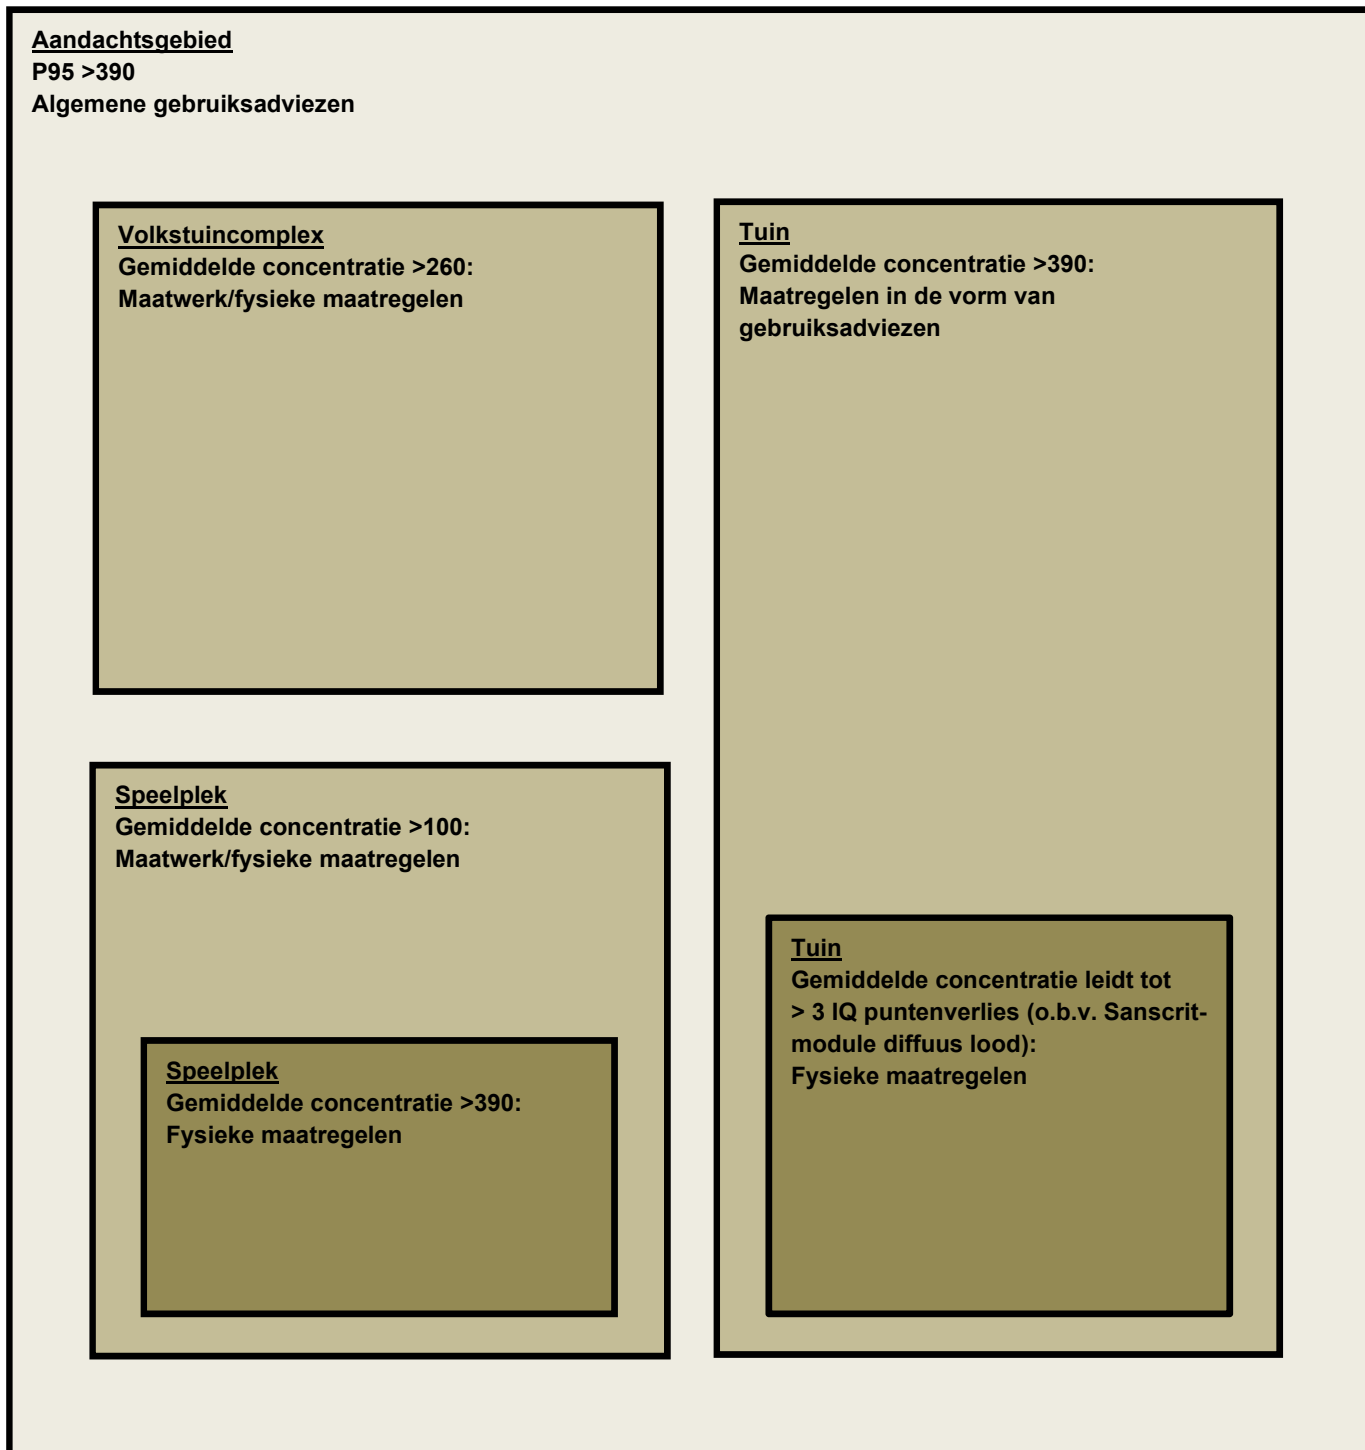 Aandachtsgebied
P95 >390
Algemene gebruiksadviezen
Volkstuincomplex
Gemiddelde concentratie >260:
Maatwerk/fysieke maatregelen
Tuin
Gemiddelde concentratie >390:
Maatregelen in de vorm van
gebruiksadviezen
Speelplek
Gemiddelde concentratie >100:
Maatwerk/fysieke maatregelen
Speelplek
Gemiddelde concentratie >390:
Fysieke maatregelen
Tuin
Gemiddelde concentratie leidt tot
> 3 IQ puntenverlies (o.b.v. Sanscrit-
module diffuus lood):
Fysieke maatregelen